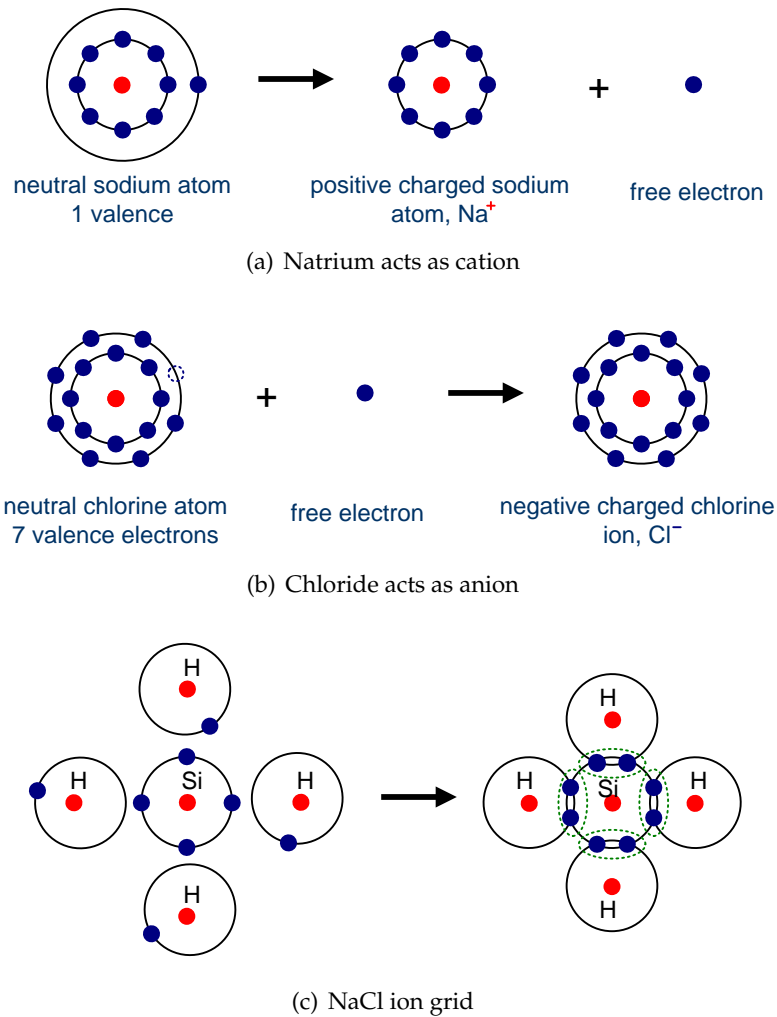 neutral sodium atom
1 valence
positive charged sodium
atom, Na+
+
free electron
(a) Natrium acts as cation
+
neutral chlorine atom
7 valence electrons
free electron
negative charged chlorine
ion, Cl−
(b) Chloride acts as anion
H
H
Si
H
H
H
H
Si
H
H
(c) NaCl ion grid